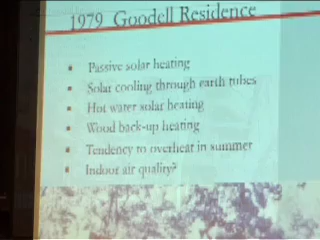 1979 Goodell Residence
▪ Passive solar heating
▪ Solar cooling through earth tubes
▪ Hot water solar heating
▪ Wood back-up heating
▪ Tendency to overheat in summer
▪ Indoor air quality?